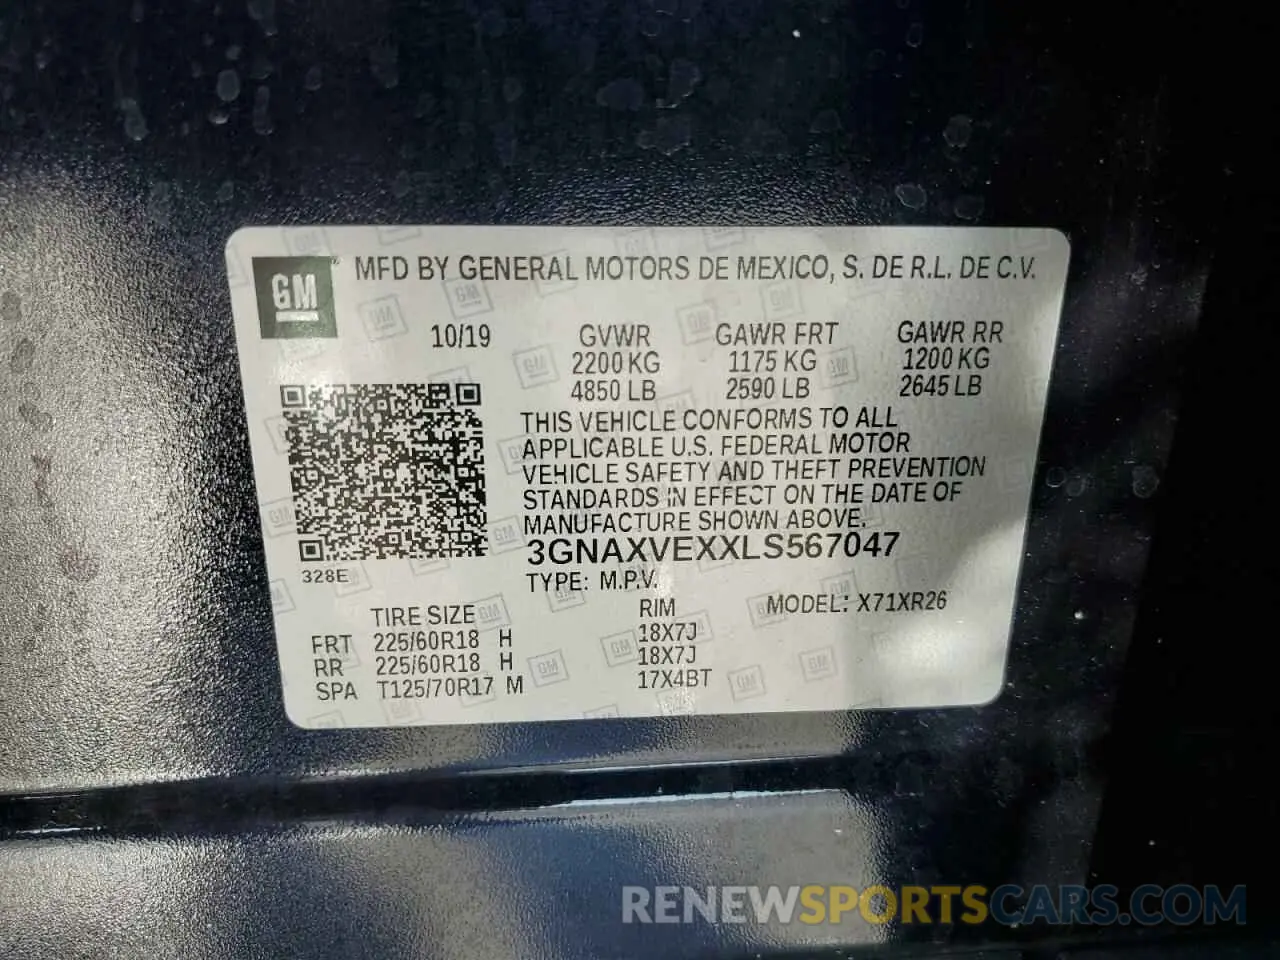 GM
MFD BY GENERAL MOTORS DE MEXICO, S. DE R.L. DE C.V.
10/19 GVWR GAWR FRT GAWR RR
2200 KG 1175 KG 1200 KG
4850 LB 2590 LB 2645 LB
THIS VEHICLE CONFORMS TO ALL
APPLICABLE U.S. FEDERAL MOTOR
VEHICLE SAFETY AND THEFT PREVENTION
STANDARDS IN EFFECT ON THE DATE OF
MANUFACTURE SHOWN ABOVE.
3GNAXVEXXLS567047
328E
TYPE: M.P.V.
TIRE SIZE RIM MODEL: X71XR26
FRT 225/60R18 H 18X7J
RR 225/60R18 H 18X7J
SPA T125/70R17 M 17X4BT
RENEWSPORTSCARS.COM